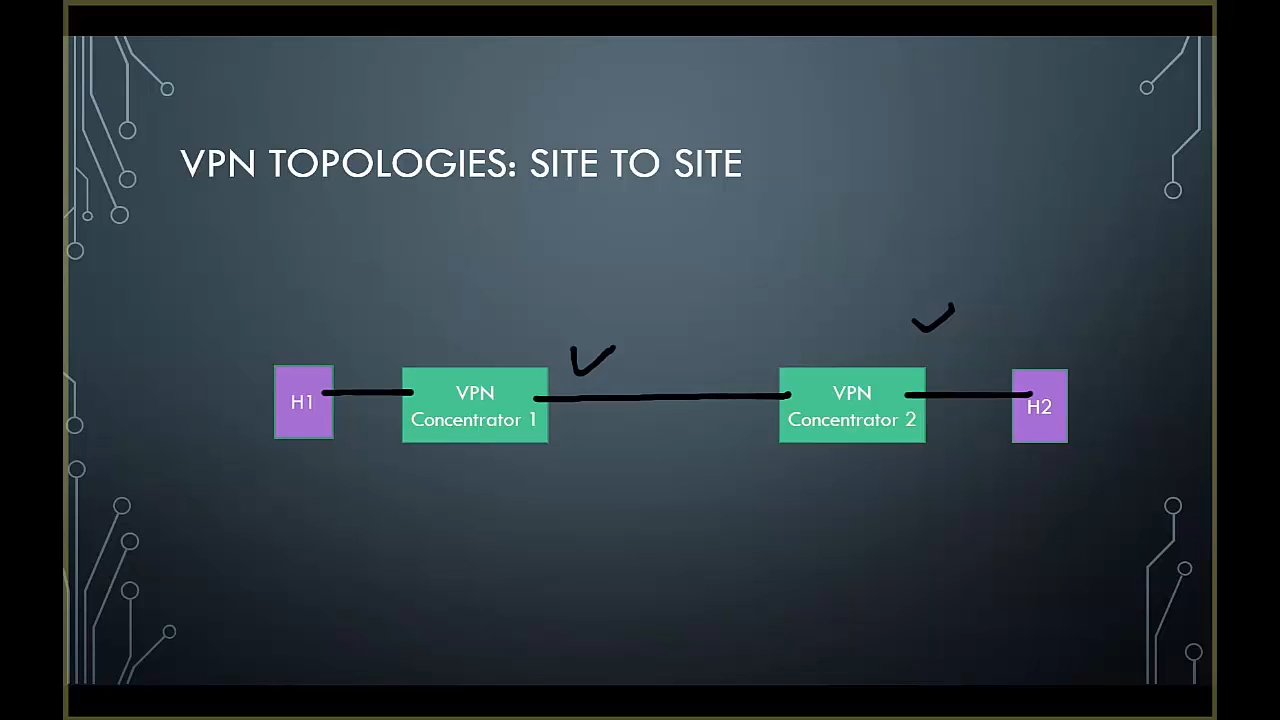 VPN TOPOLOGIES: SITE TO SITE
H1
VPN
Concentrator 1
VPN
Concentrator 2
H2